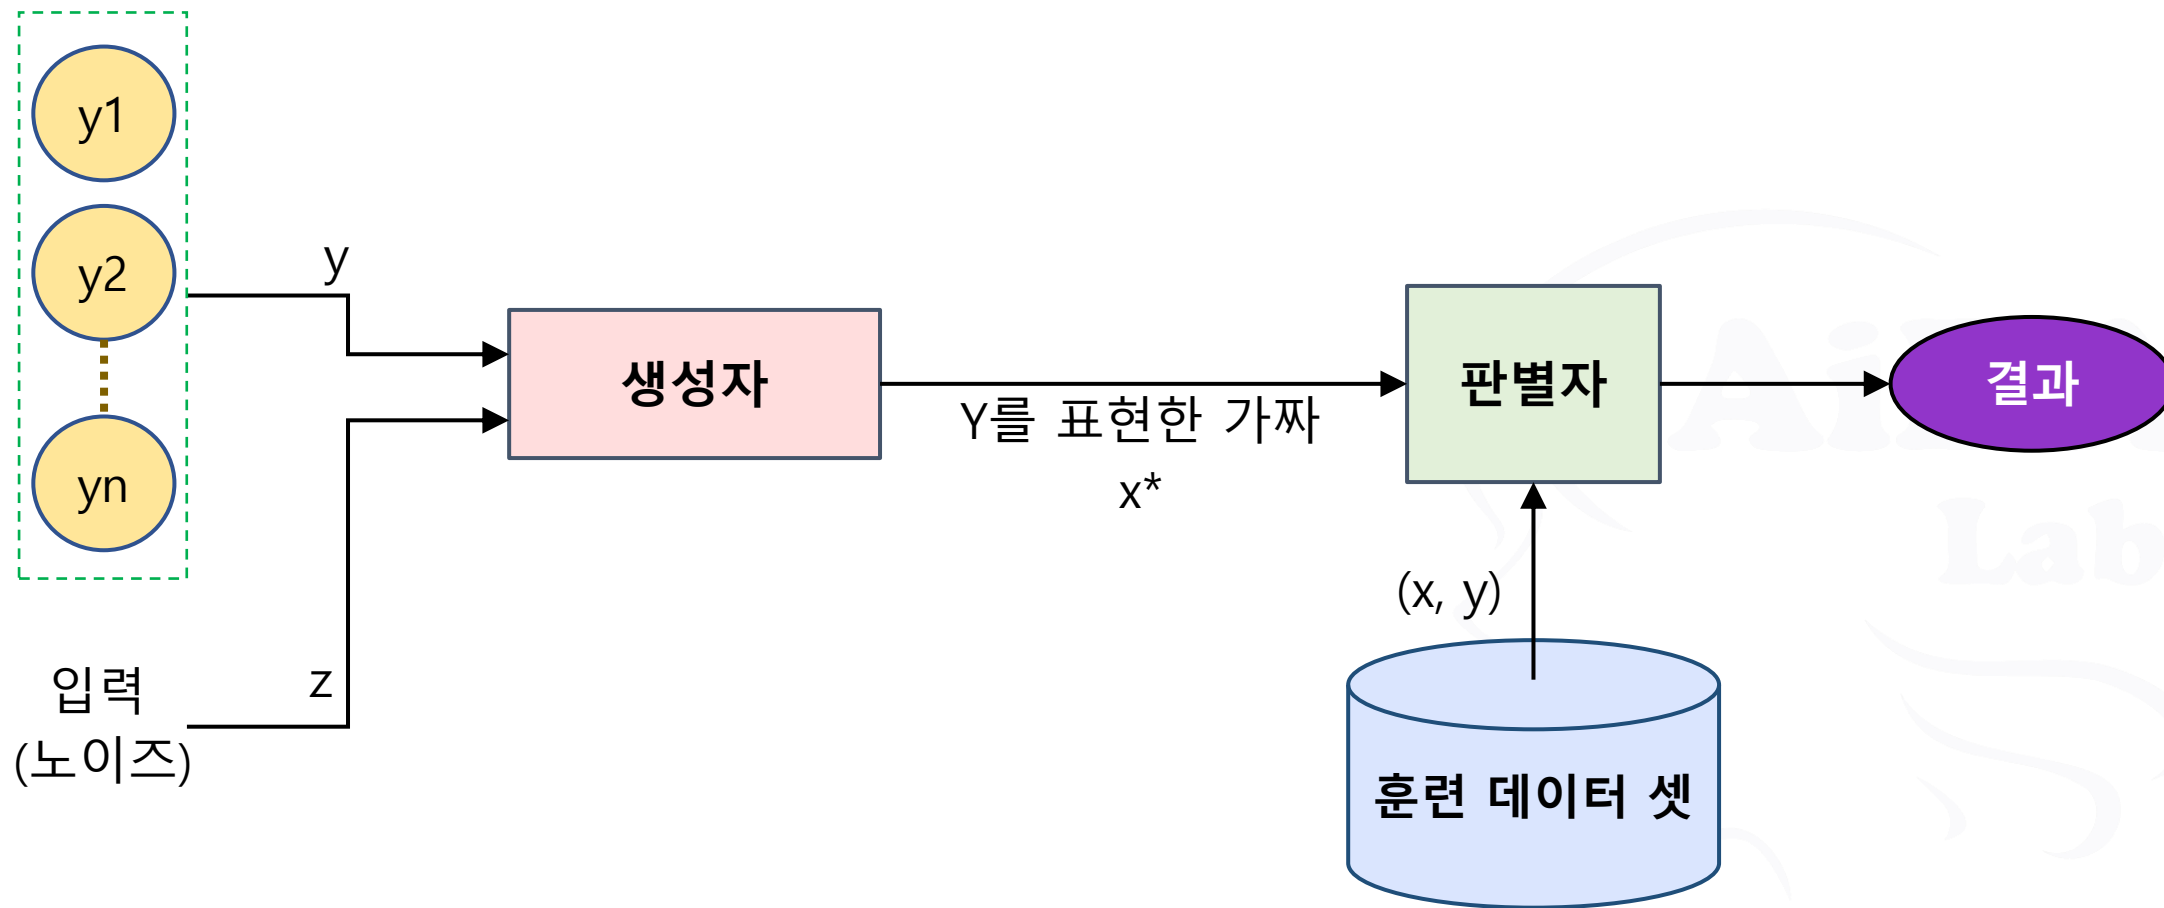 y1
y2
yn
y
입력
(노이즈)
z
생성자
Y를 표현한 가짜
x*
판별자
결과
(x, y)
훈련 데이터 셋
Lab